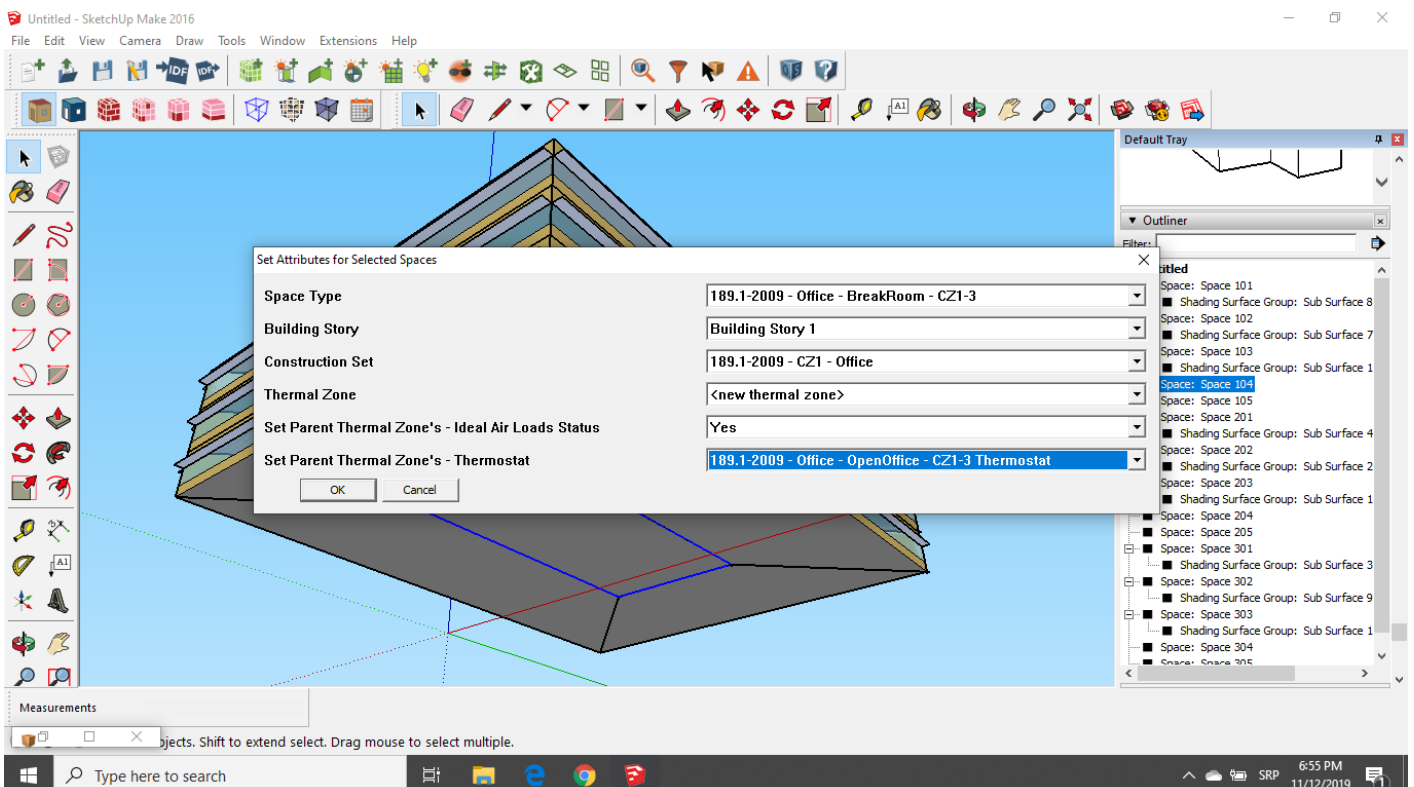 Untitled - SketchUp Make 2016
File Edit View Camera Draw Tools Window Extensions Help
IDF IDF+
A1
Default Tray
Outliner
Filter:
Set Attributes for Selected Spaces
Space Type 189.1-2009 - Office - BreakRoom - CZ1-3
Building Story Building Story 1
Construction Set 189.1-2009 - CZ1 - Office
Thermal Zone <new thermal zone>
Set Parent Thermal Zone's - Ideal Air Loads Status Yes
Set Parent Thermal Zone's - Thermostat 189.1-2009 - Office - OpenOffice - CZ1-3 Thermostat
OK Cancel
titled
Space: Space 101
Shading Surface Group: Sub Surface 8
Space: Space 102
Shading Surface Group: Sub Surface 7
Space: Space 103
Shading Surface Group: Sub Surface 1
Space: Space 104
Space: Space 105
Space: Space 201
Shading Surface Group: Sub Surface 4
Space: Space 202
Shading Surface Group: Sub Surface 2
Space: Space 203
Shading Surface Group: Sub Surface 1
Space: Space 204
Space: Space 205
Space: Space 301
Shading Surface Group: Sub Surface 3
Space: Space 302
Shading Surface Group: Sub Surface 9
Space: Space 303
Shading Surface Group: Sub Surface 1
Space: Space 304
Space: Space 305
A1
Measurements
bjects. Shift to extend select. Drag mouse to select multiple.
Type here to search
SRP
6:55 PM
11/12/2019
1